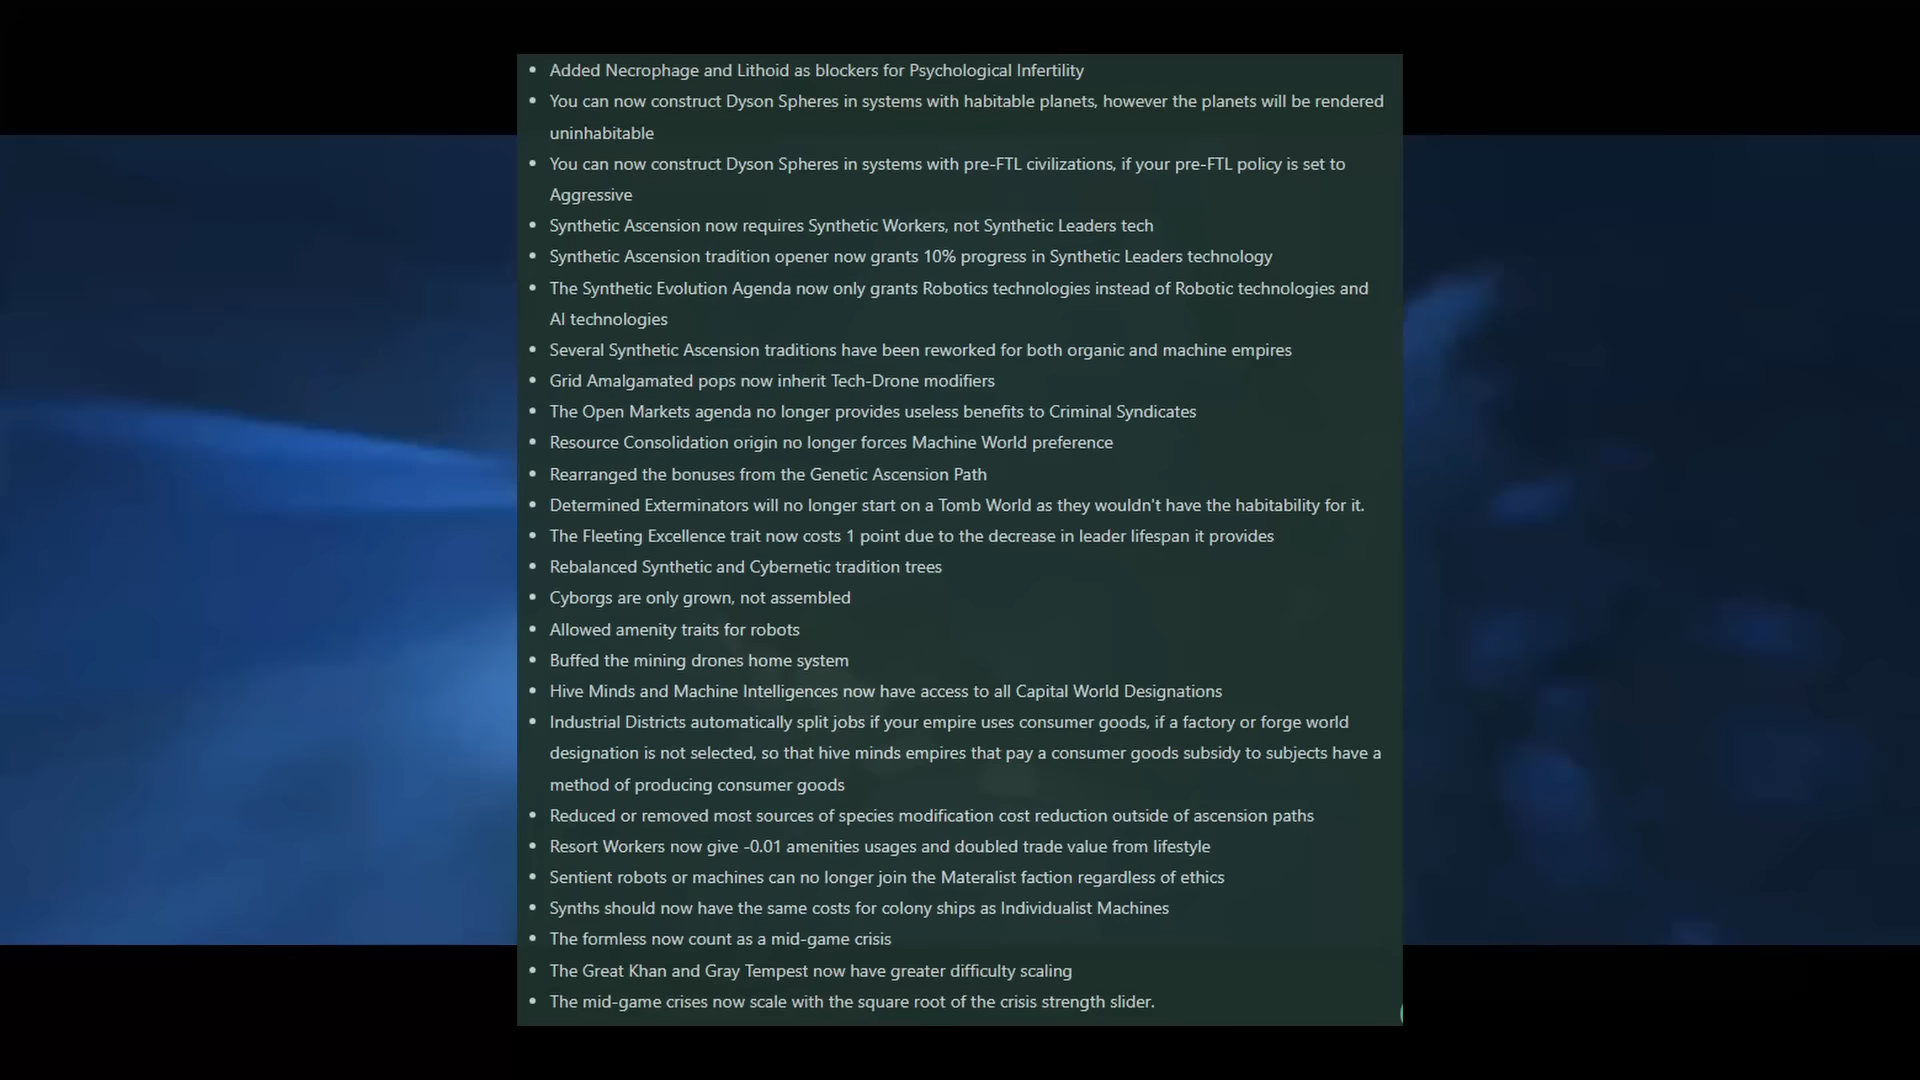 • Added Necrophage and Lithoid as blockers for Psychological Infertility
• You can now construct Dyson Spheres in systems with habitable planets, however the planets will be rendered
uninhabitable
• You can now construct Dyson Spheres in systems with pre-FTL civilizations, if your pre-FTL policy is set to
Aggressive
• Synthetic Ascension now requires Synthetic Workers, not Synthetic Leaders tech
• Synthetic Ascension tradition opener now grants 10% progress in Synthetic Leaders technology
• The Synthetic Evolution Agenda now only grants Robotics technologies instead of Robotic technologies and
AI technologies
• Several Synthetic Ascension traditions have been reworked for both organic and machine empires
• Grid Amalgamated pops now inherit Tech-Drone modifiers
• The Open Markets agenda no longer provides useless benefits to Criminal Syndicates
• Resource Consolidation origin no longer forces Machine World preference
• Rearranged the bonuses from the Genetic Ascension Path
• Determined Exterminators will no longer start on a Tomb World as they wouldn't have the habitability for it.
• The Fleeting Excellence trait now costs 1 point due to the decrease in leader lifespan it provides
• Rebalanced Synthetic and Cybernetic tradition trees
• Cyborgs are only grown, not assembled
• Allowed amenity traits for robots
• Buffed the mining drones home system
• Hive Minds and Machine Intelligences now have access to all Capital World Designations
• Industrial Districts automatically split jobs if your empire uses consumer goods, if a factory or forge world
designation is not selected, so that hive minds empires that pay a consumer goods subsidy to subjects have a
method of producing consumer goods
• Reduced or removed most sources of species modification cost reduction outside of ascension paths
• Resort Workers now give -0.01 amenities usages and doubled trade value from lifestyle
• Sentient robots or machines can no longer join the Materalist faction regardless of ethics
• Synths should now have the same costs for colony ships as Individualist Machines
• The formless now count as a mid-game crisis
• The Great Khan and Gray Tempest now have greater difficulty scaling
• The mid-game crises now scale with the square root of the crisis strength slider.